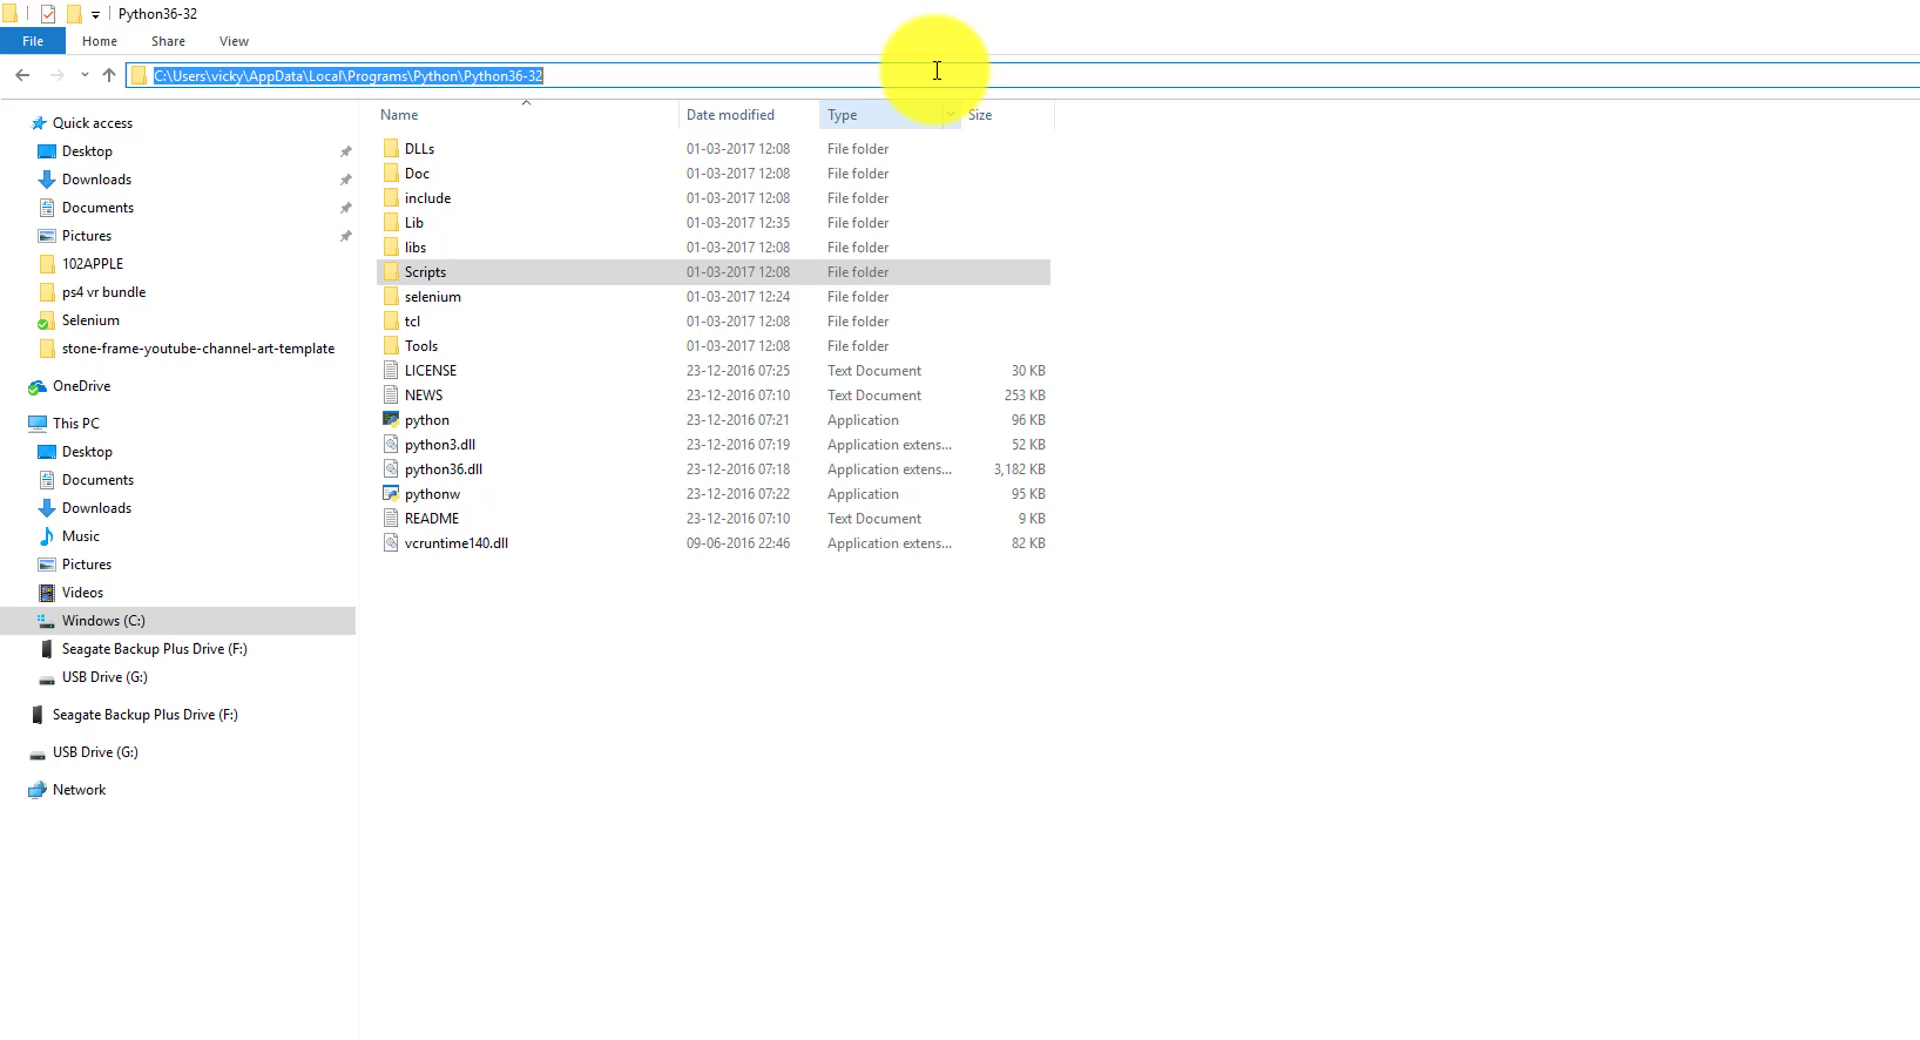 Python36-32
File Home Share View
C:\Users\vicky\AppData\Local\Programs\Python\Python36-32
Quick access
Desktop
Downloads
Documents
Pictures
102APPLE
ps4 vr bundle
Selenium
stone-frame-youtube-channel-art-template
OneDrive
This PC
Desktop
Documents
Downloads
Music
Pictures
Videos
Windows (C:)
Seagate Backup Plus Drive (F:)
USB Drive (G:)
Seagate Backup Plus Drive (F:)
USB Drive (G:)
Network
Name Date modified Type Size
DLLs 01-03-2017 12:08 File folder
Doc 01-03-2017 12:08 File folder
include 01-03-2017 12:08 File folder
Lib 01-03-2017 12:35 File folder
libs 01-03-2017 12:08 File folder
Scripts 01-03-2017 12:08 File folder
selenium 01-03-2017 12:24 File folder
tcl 01-03-2017 12:08 File folder
Tools 01-03-2017 12:08 File folder
LICENSE 23-12-2016 07:25 Text Document 30 KB
NEWS 23-12-2016 07:10 Text Document 253 KB
python 23-12-2016 07:21 Application 96 KB
python3.dll 23-12-2016 07:19 Application extens... 52 KB
python36.dll 23-12-2016 07:18 Application extens... 3,182 KB
pythonw 23-12-2016 07:22 Application 95 KB
README 23-12-2016 07:10 Text Document 9 KB
vcruntime140.dll 09-06-2016 22:46 Application extens... 82 KB